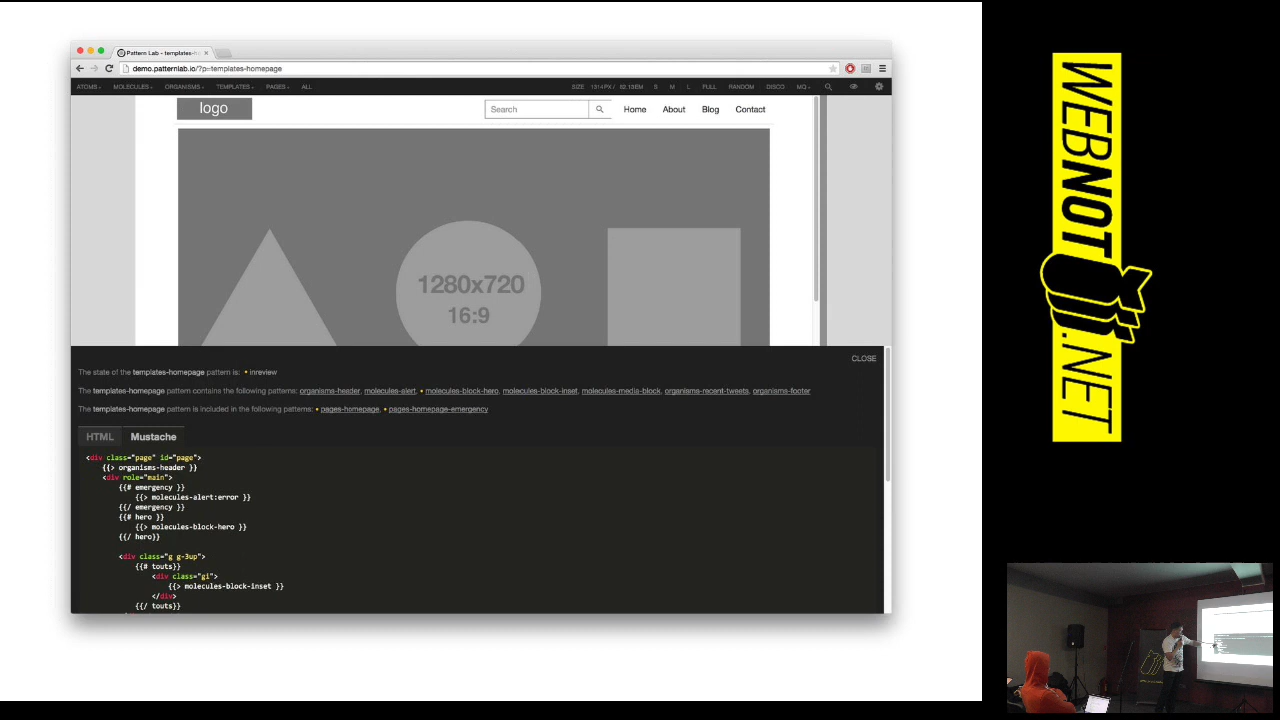 Pattern Lab - templates-ho
demo.patternlab.io/?p=templates-homepage
ATOMS MOLECULES ORGANISMS TEMPLATES PAGES ALL SIZE 1314PX / 82.13EM S M L FULL RANDOM DISCO MQ
logo Search Home About Blog Contact
1280x720
16:9
CLOSE
The state of the templates-homepage pattern is: • inreview
The templates-homepage pattern contains the following patterns: organisms-header, molecules-alert, • molecules-block-hero, molecules-block-inset, molecules-media-block, organisms-recent-tweets, organisms-footer
The templates-homepage pattern is included in the following patterns: • pages-homepage, • pages-homepage-emergency
HTML Mustache
<div class="page" id="page">
{{> organisms-header }}
<div role="main">
{{# emergency }}
{{> molecules-alert:error }}
{{/ emergency }}
{{# hero }}
{{> molecules-block-hero }}
{{/ hero}}
<div class="g g-3up">
{{# touts}}
<div class="gi">
{{> molecules-block-inset }}
</div>
{{/ touts}}
WEBNOT.NET